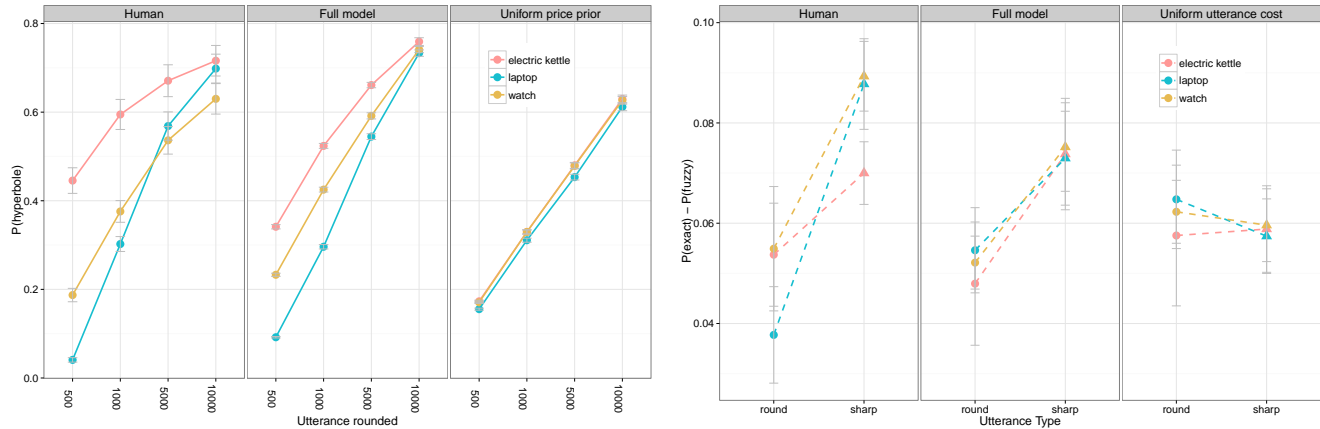 Human
Full model
Uniform price prior
P(hyperbole)
0.8
0.6
0.4
0.2
0.0
electric kettle
laptop
watch
500
1000
5000
10000
500
1000
5000
10000
500
1000
5000
10000
Utterance rounded
Human
Full model
Uniform utterance cost
P(exact) − P(fuzzy)
0.10
0.08
0.06
0.04
electric kettle
laptop
watch
round
sharp
round
sharp
round
sharp
Utterance Type